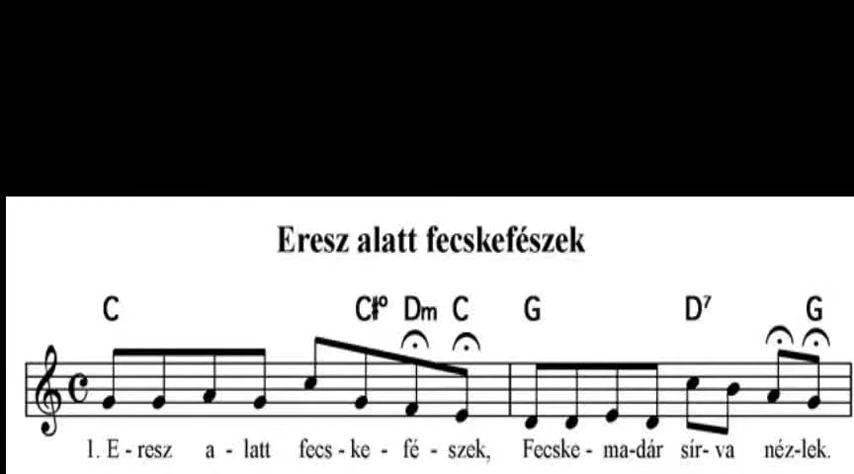 Eresz alatt fecskefészek
C C#º Dm C G D⁷ G
1. E - resz a - latt fecs - ke - fé - szek, Fecske - ma-dár sír- va néz-lek.